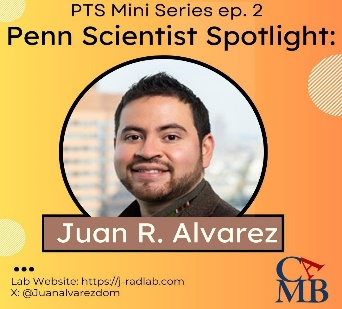 PTS Mini Series ep. 2
Penn Scientist Spotlight:
Juan R. Alvarez
Lab Website: https://j-radlab.com
X: @Juanalvarezdom
CAMB